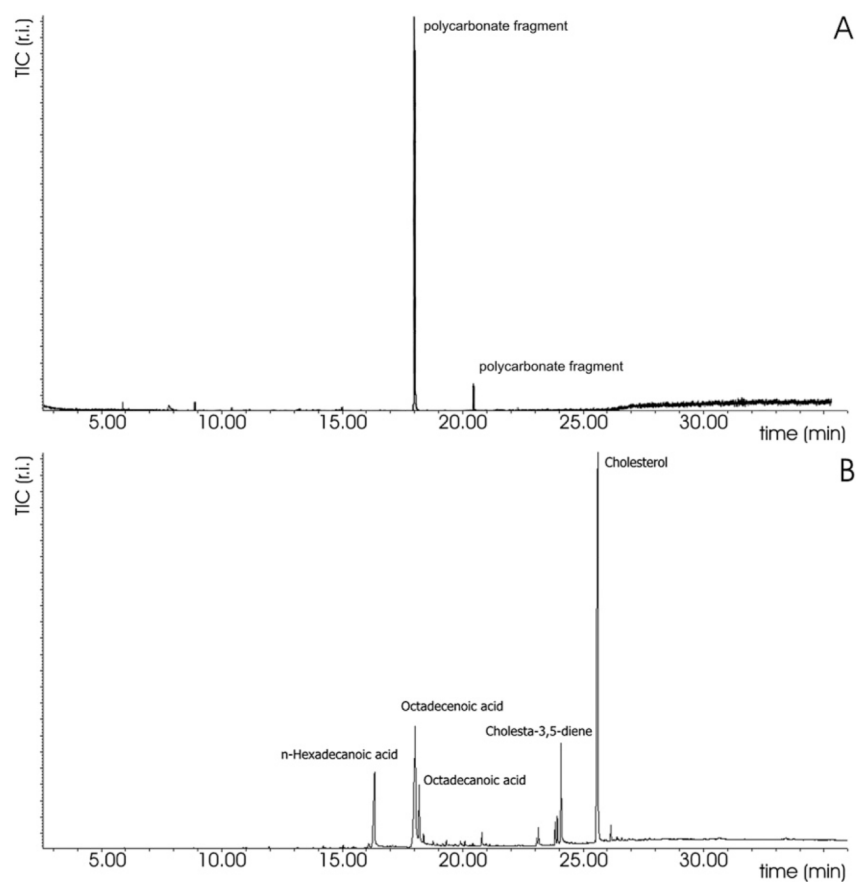 TIC (r.i.)
polycarbonate fragment
A
polycarbonate fragment
5.00 10.00 15.00 20.00 25.00 30.00
time (min)
TIC (r.i.)
Cholesterol
B
Octadecenoic acid
Cholesta-3,5-diene
n-Hexadecanoic acid
Octadecanoic acid
5.00 10.00 15.00 20.00 25.00 30.00
time (min)